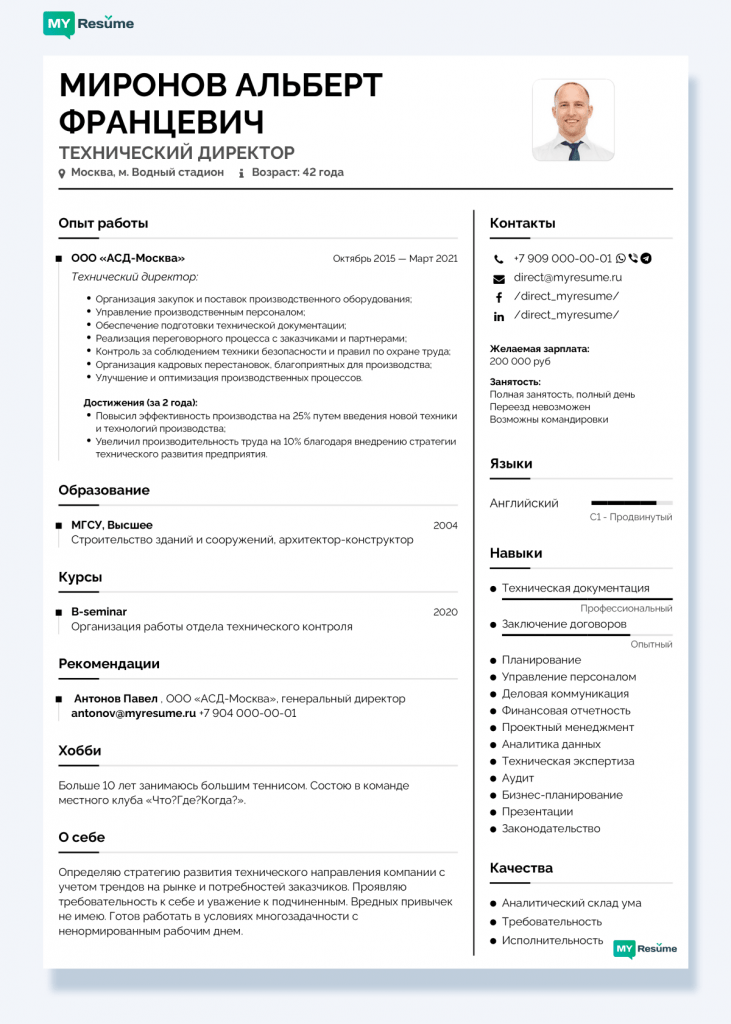 MY Resume
МИРОНОВ АЛЬБЕРТ
ФРАНЦЕВИЧ
ТЕХНИЧЕСКИЙ ДИРЕКТОР
Москва, м. Водный стадион Возраст: 42 года
Опыт работы
ООО «АСД-Москва» Октябрь 2015 — Март 2021
Технический директор:
Организация закупок и поставок производственного оборудования;
Управление производственным персоналом;
Обеспечение подготовки технической документации;
Реализация переговорного процесса с заказчиками и партнерами;
Контроль за соблюдением техники безопасности и правил по охране труда;
Организация кадровых перестановок, благоприятных для производства;
Улучшение и оптимизация производственных процессов.
Достижения (за 2 года):
Повысил эффективность производства на 25% путем введения новой техники
и технологий производства;
Увеличил производительность труда на 10% благодаря внедрению стратегии
технического развития предприятия.
Образование
МГСУ, Высшее 2004
Строительство зданий и сооружений, архитектор-конструктор
Курсы
B-seminar 2020
Организация работы отдела технического контроля
Рекомендации
Антонов Павел , ООО «АСД-Москва», генеральный директор
antonov@myresume.ru +7 904 000-00-01
Хобби
Больше 10 лет занимаюсь большим теннисом. Состою в команде
местного клуба «Что?Где?Когда?».
О себе
Определяю стратегию развития технического направления компании с
учетом трендов на рынке и потребностей заказчиков. Проявляю
требовательность к себе и уважение к подчиненным. Вредных привычек
не имею. Готов работать в условиях многозадачности с
ненормированным рабочим днем.
Контакты
+7 909 000-00-01
direct@myresume.ru
/direct_myresume/
/direct_myresume/
Желаемая зарплата:
200 000 руб
Занятость:
Полная занятость, полный день
Переезд невозможен
Возможны командировки
Языки
Английский
C1 - Продвинутый
Навыки
Техническая документация
Профессиональный
Заключение договоров
Опытный
Планирование
Управление персоналом
Деловая коммуникация
Финансовая отчетность
Проектный менеджмент
Аналитика данных
Техническая экспертиза
Аудит
Бизнес-планирование
Презентации
Законодательство
Качества
Аналитический склад ума
Требовательность
Исполнительность
MY Resume